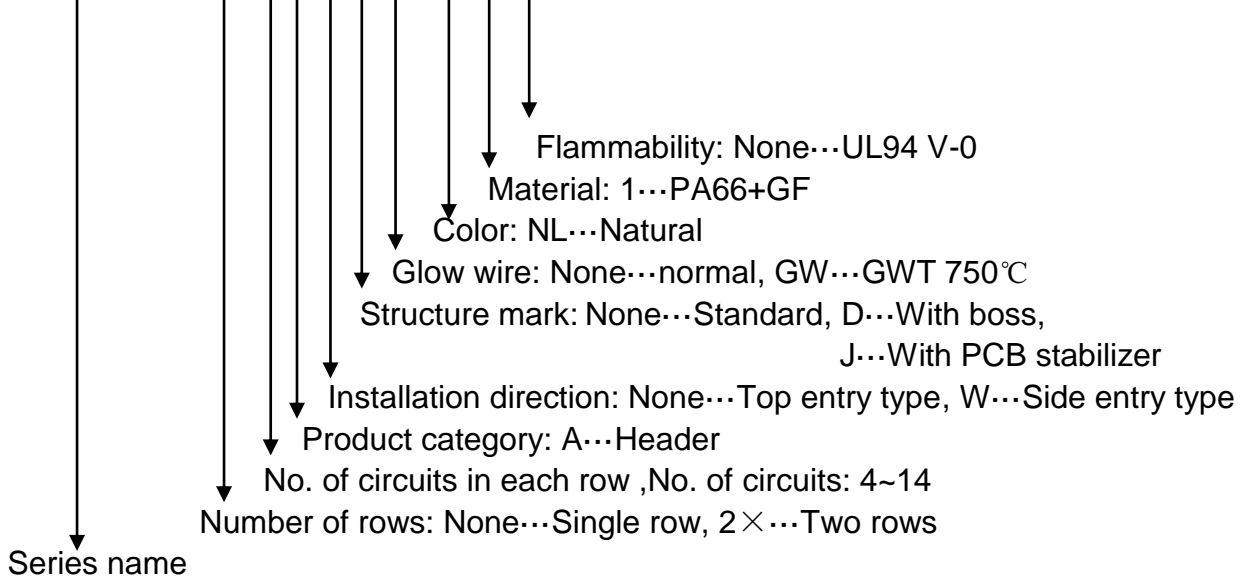 Flammability: None···UL94 V-0
Material: 1···PA66+GF
Color: NL···Natural
Glow wire: None···normal, GW···GWT 750℃
Structure mark: None···Standard, D···With boss,
J···With PCB stabilizer
Installation direction: None···Top entry type, W···Side entry type
Product category: A···Header
No. of circuits in each row ,No. of circuits: 4~14
Number of rows: None···Single row, 2×···Two rows
Series name